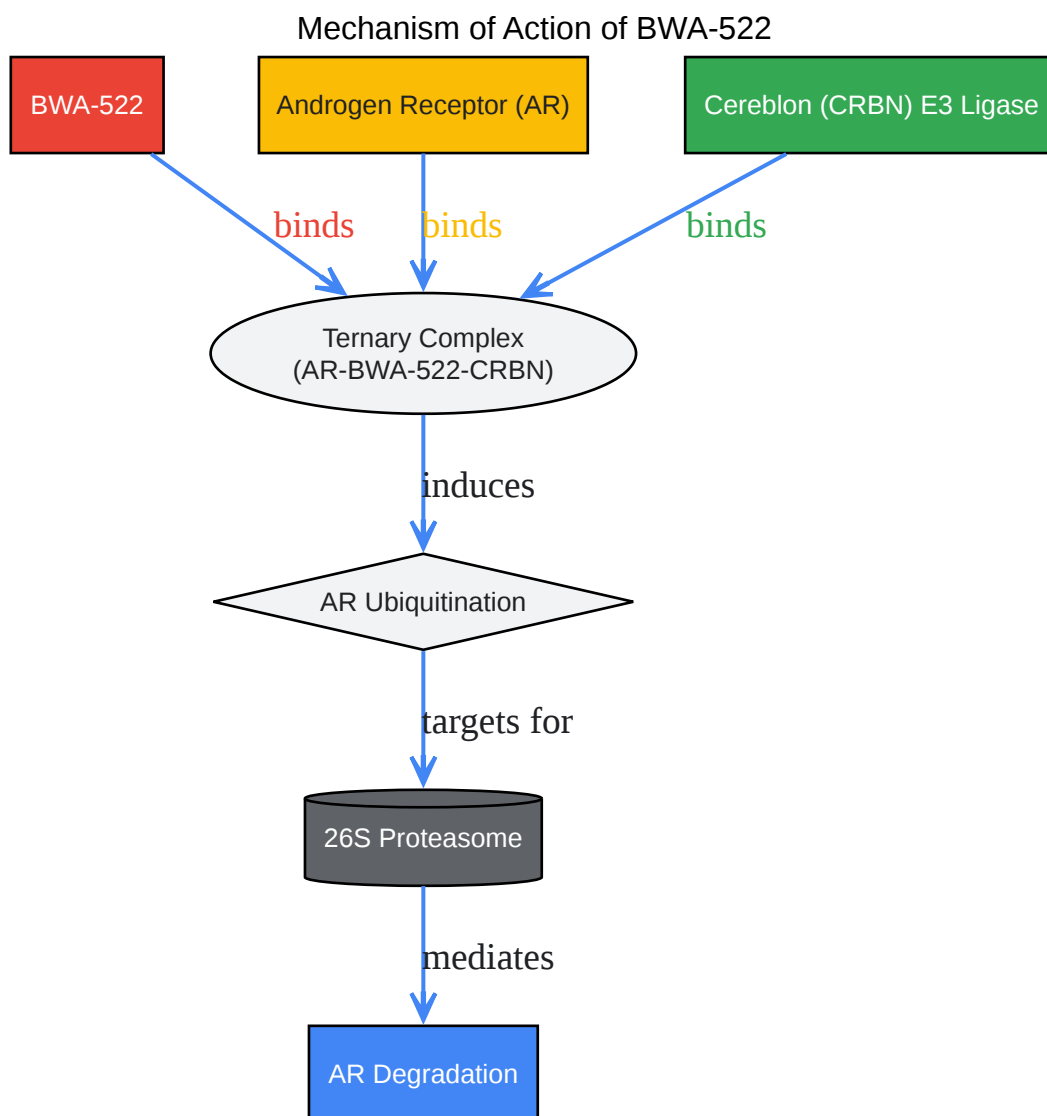 Mechanism of Action of BWA-522
BWA-522
Androgen Receptor (AR)
Cereblon (CRBN) E3 Ligase
binds
binds
binds
Ternary Complex
(AR-BWA-522-CRBN)
induces
AR Ubiquitination
targets for
26S Proteasome
mediates
AR Degradation